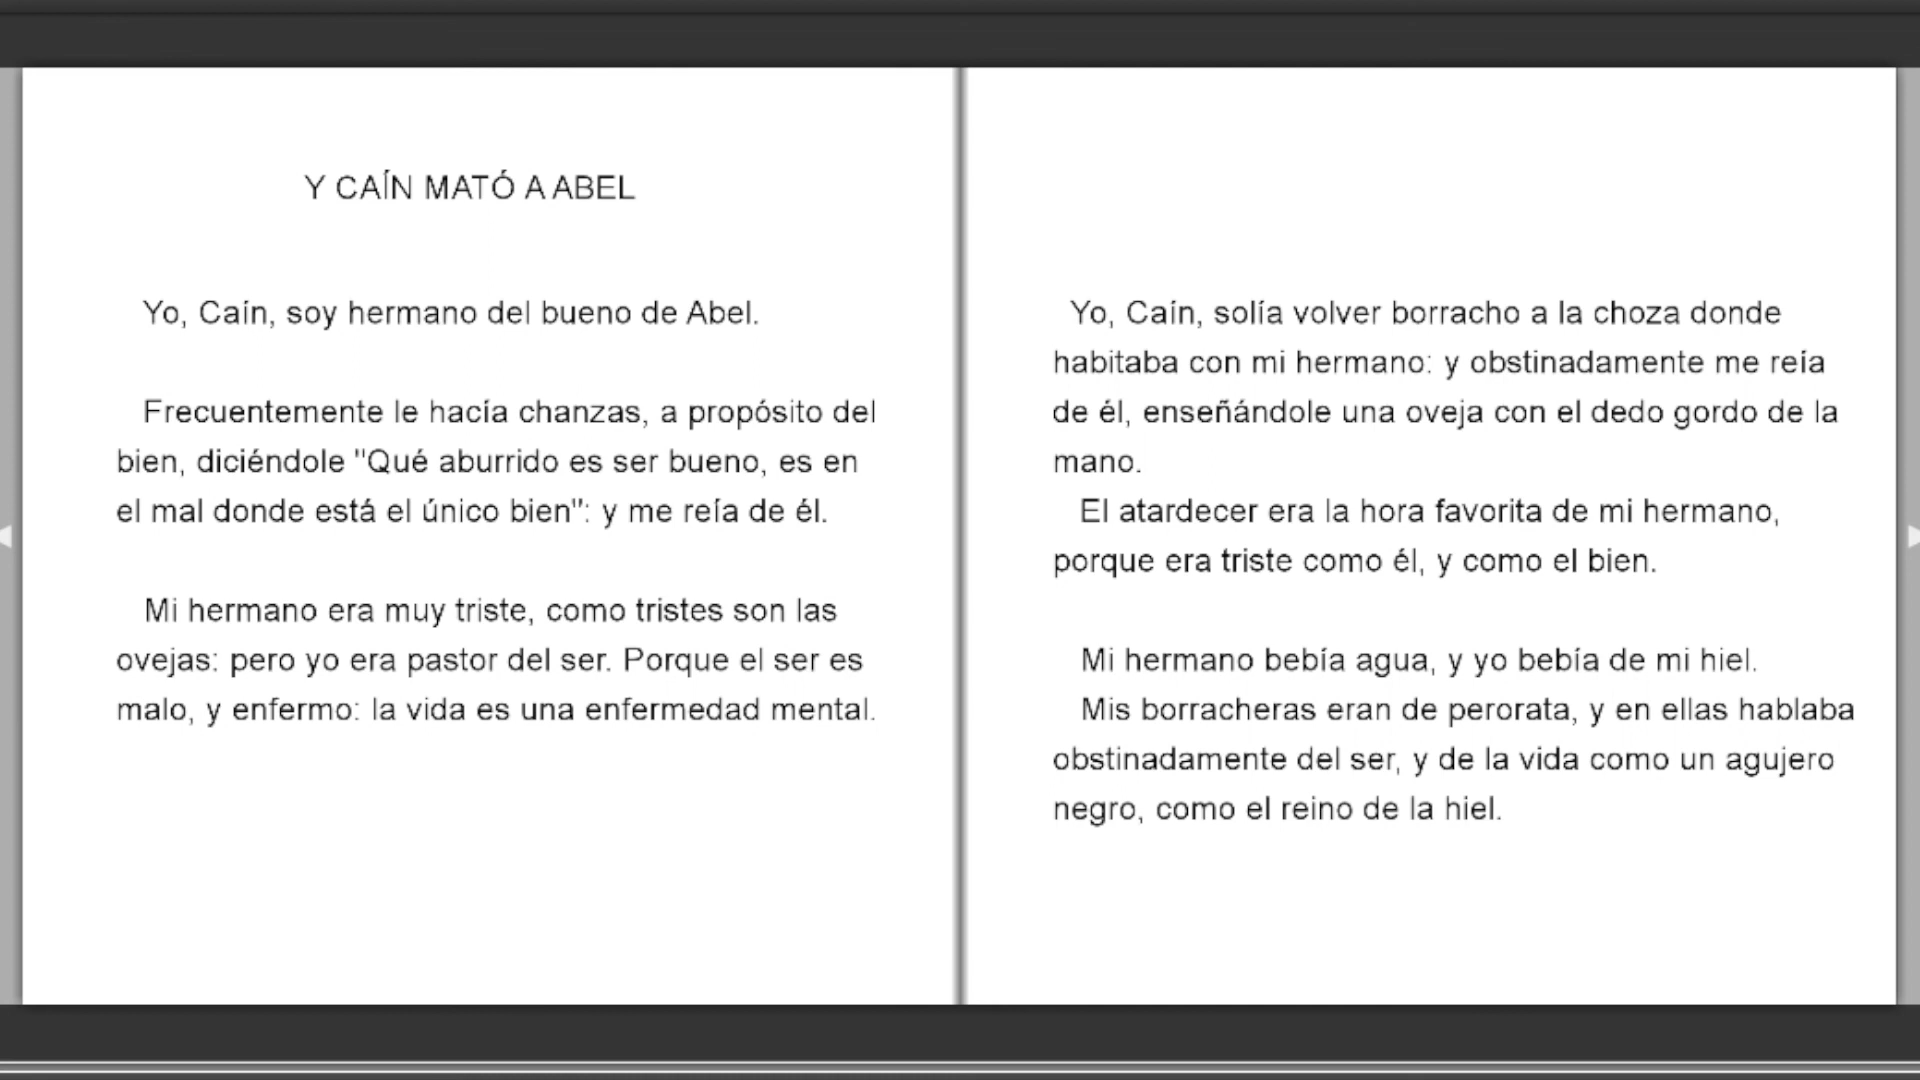 Y CAÍN MATÓ A ABEL
Yo, Caín, soy hermano del bueno de Abel.
Frecuentemente le hacía chanzas, a propósito del
bien, diciéndole "Qué aburrido es ser bueno, es en
el mal donde está el único bien": y me reía de él.
Mi hermano era muy triste, como tristes son las
ovejas: pero yo era pastor del ser. Porque el ser es
malo, y enfermo: la vida es una enfermedad mental.
Yo, Caín, solía volver borracho a la choza donde
habitaba con mi hermano: y obstinadamente me reía
de él, enseñándole una oveja con el dedo gordo de la
mano.
El atardecer era la hora favorita de mi hermano,
porque era triste como él, y como el bien.
Mi hermano bebía agua, y yo bebía de mi hiel.
Mis borracheras eran de perorata, y en ellas hablaba
obstinadamente del ser, y de la vida como un agujero
negro, como el reino de la hiel.